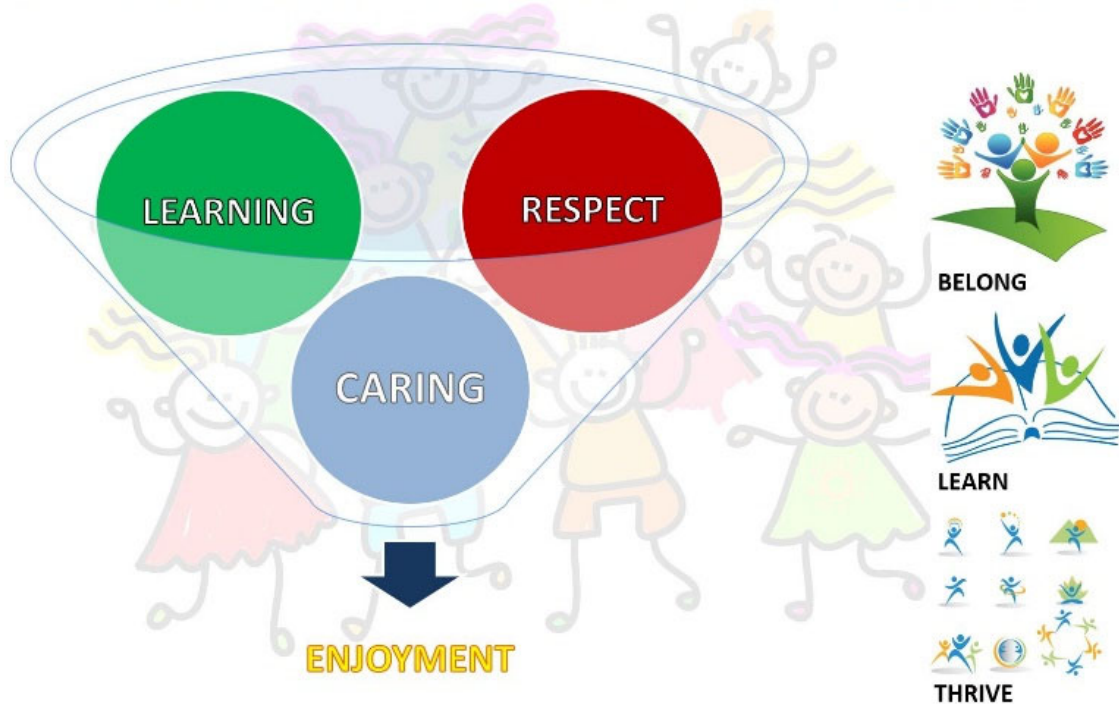 LEARNING
RESPECT
CARING
ENJOYMENT
BELONG
LEARN
THRIVE